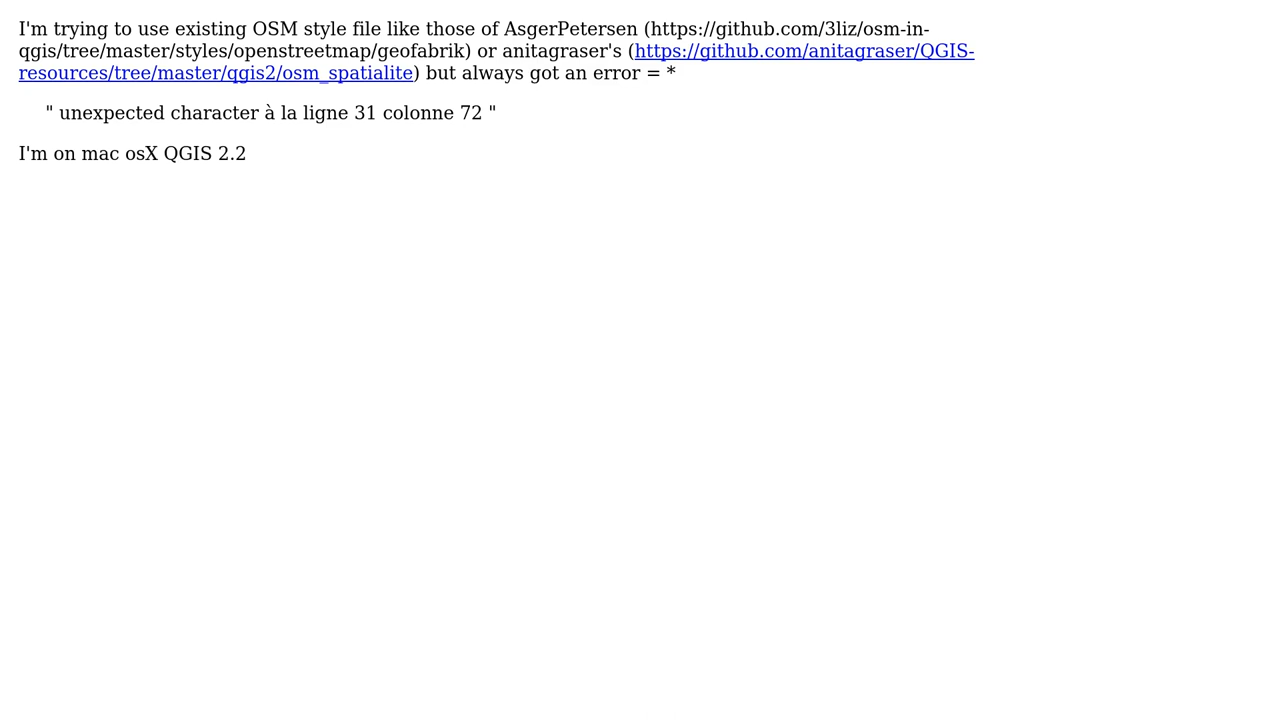 I'm trying to use existing OSM style file like those of AsgerPetersen (https://github.com/3liz/osm-in-
qgis/tree/master/styles/openstreetmap/geofabrik) or anitagraser's (https://github.com/anitagraser/QGIS-
resources/tree/master/qgis2/osm_spatialite) but always got an error = *
" unexpected character à la ligne 31 colonne 72 "
I'm on mac osX QGIS 2.2